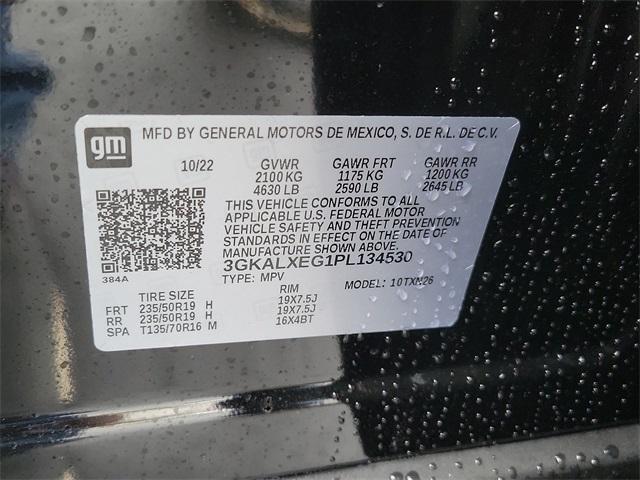 gm
MFD BY GENERAL MOTORS DE MEXICO, S. DE R.L. DE C.V.
10/22 GVWR GAWR FRT GAWR RR
2100 KG 1175 KG 1200 KG
4630 LB 2590 LB 2645 LB
THIS VEHICLE CONFORMS TO ALL
APPLICABLE U.S. FEDERAL MOTOR
VEHICLE SAFETY AND THEFT PREVENTION
STANDARDS IN EFFECT ON THE DATE OF
MANUFACTURE SHOWN ABOVE.
3GKALXEG1PL134530
384A
TYPE: MPV MODEL: 10TXM26
TIRE SIZE RIM
FRT 235/50R19 H 19X7.5J
RR 235/50R19 H 19X7.5J
SPA T135/70R16 M 16X4BT